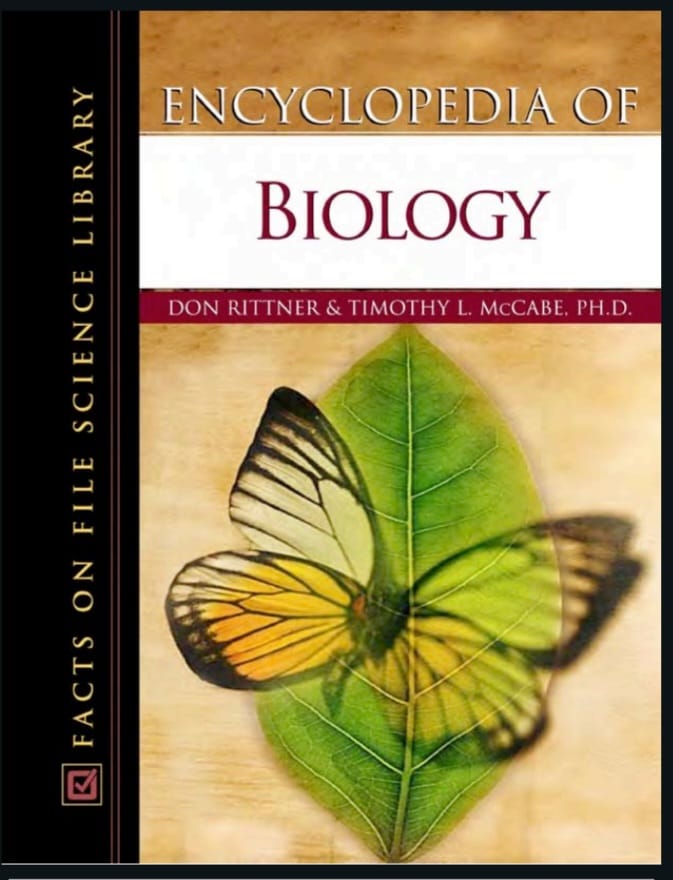 ENCYCLOPEDIA OF
BIOLOGY
DON RITTNER & TIMOTHY L. McCABE, PH.D.
FACTS ON FILE SCIENCE LIBRARY